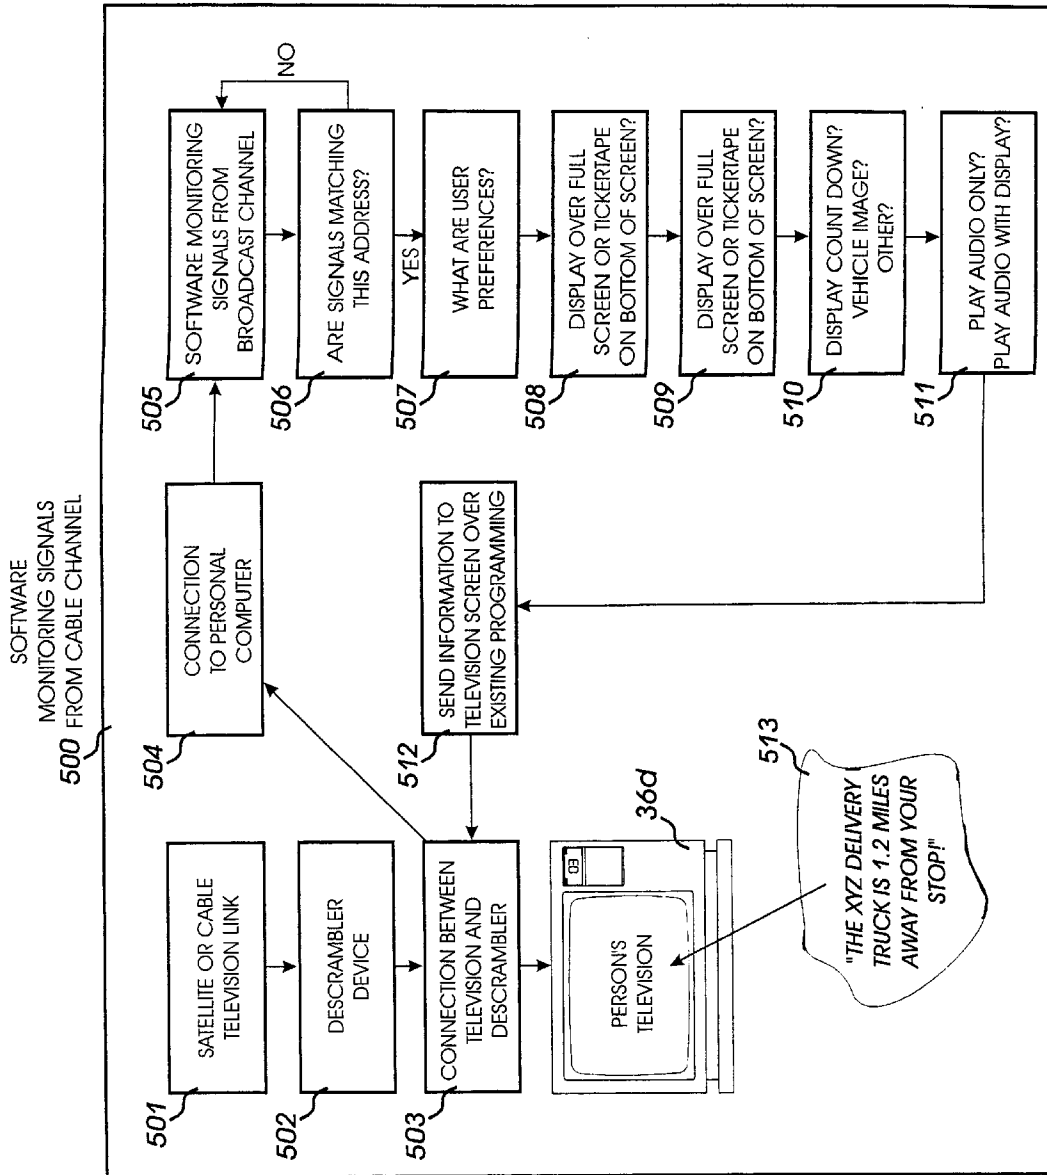 SOFTWARE
MONITORING SIGNALS
FROM CABLE CHANNEL
500
501
SATELLITE OR CABLE
TELEVISION LINK
502
DESCRAMBLER
DEVICE
503
CONNECTION BETWEEN
TELEVISION AND
DESCRAMBLER
36d
03
PERSON'S
TELEVISION
513
"THE XYZ DELIVERY
TRUCK IS 1.2 MILES
AWAY FROM YOUR
STOP!"
504
CONNECTION
TO PERSONAL
COMPUTER
512
SEND INFORMATION TO
TELEVISION SCREEN OVER
EXISTING PROGRAMMING
505
SOFTWARE MONITORING
SIGNALS FROM
BROADCAST CHANNEL
NO
506
ARE SIGNALS MATCHING
THIS ADDRESS?
YES
507
WHAT ARE USER
PREFERENCES?
508
DISPLAY OVER FULL
SCREEN OR TICKERTAPE
ON BOTTOM OF SCREEN?
509
DISPLAY OVER FULL
SCREEN OR TICKERTAPE
ON BOTTOM OF SCREEN?
510
DISPLAY COUNT DOWN?
VEHICLE IMAGE?
OTHER?
511
PLAY AUDIO ONLY?
PLAY AUDIO WITH DISPLAY?